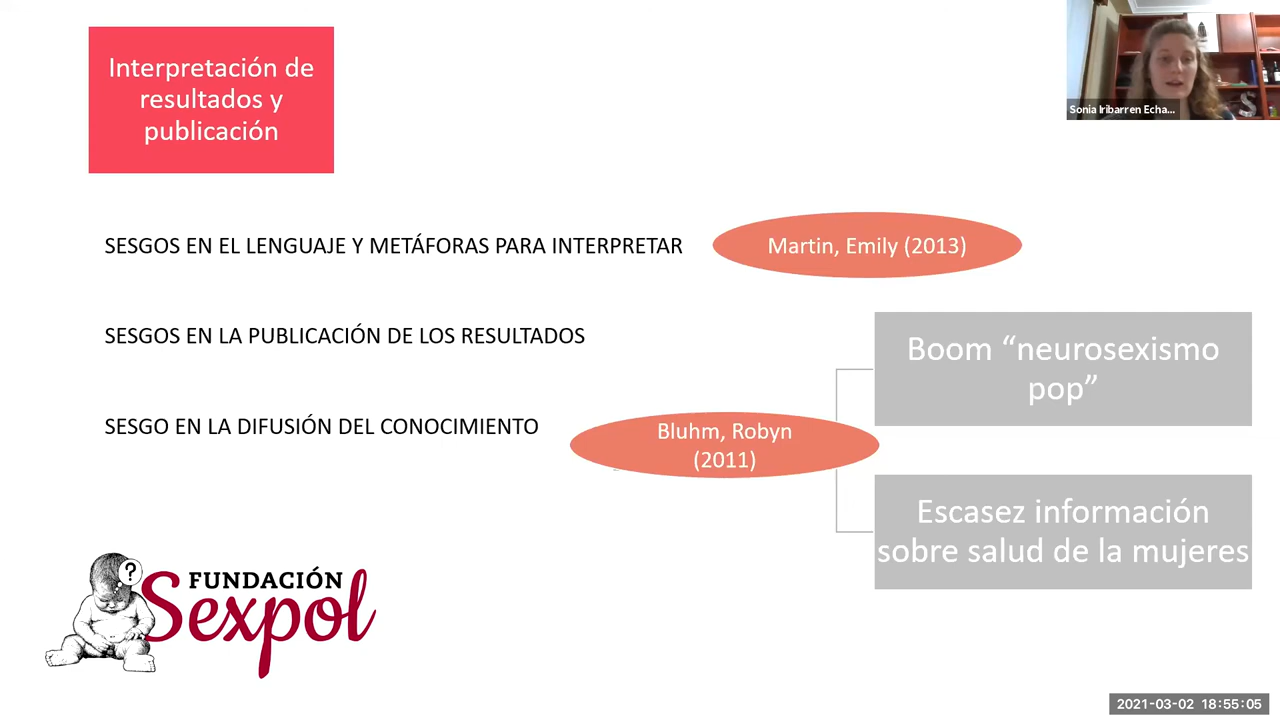 Interpretación de
resultados y
publicación
Sonia Iribarren Echa...
SESGOS EN EL LENGUAJE Y METÁFORAS PARA INTERPRETAR
Martin, Emily (2013)
SESGOS EN LA PUBLICACIÓN DE LOS RESULTADOS
Boom “neurosexismo
pop”
SESGO EN LA DIFUSIÓN DEL CONOCIMIENTO
Bluhm, Robyn
(2011)
Escasez información
sobre salud de la mujeres
?
FUNDACIÓN
Sexpol
2021-03-02 18:55:05